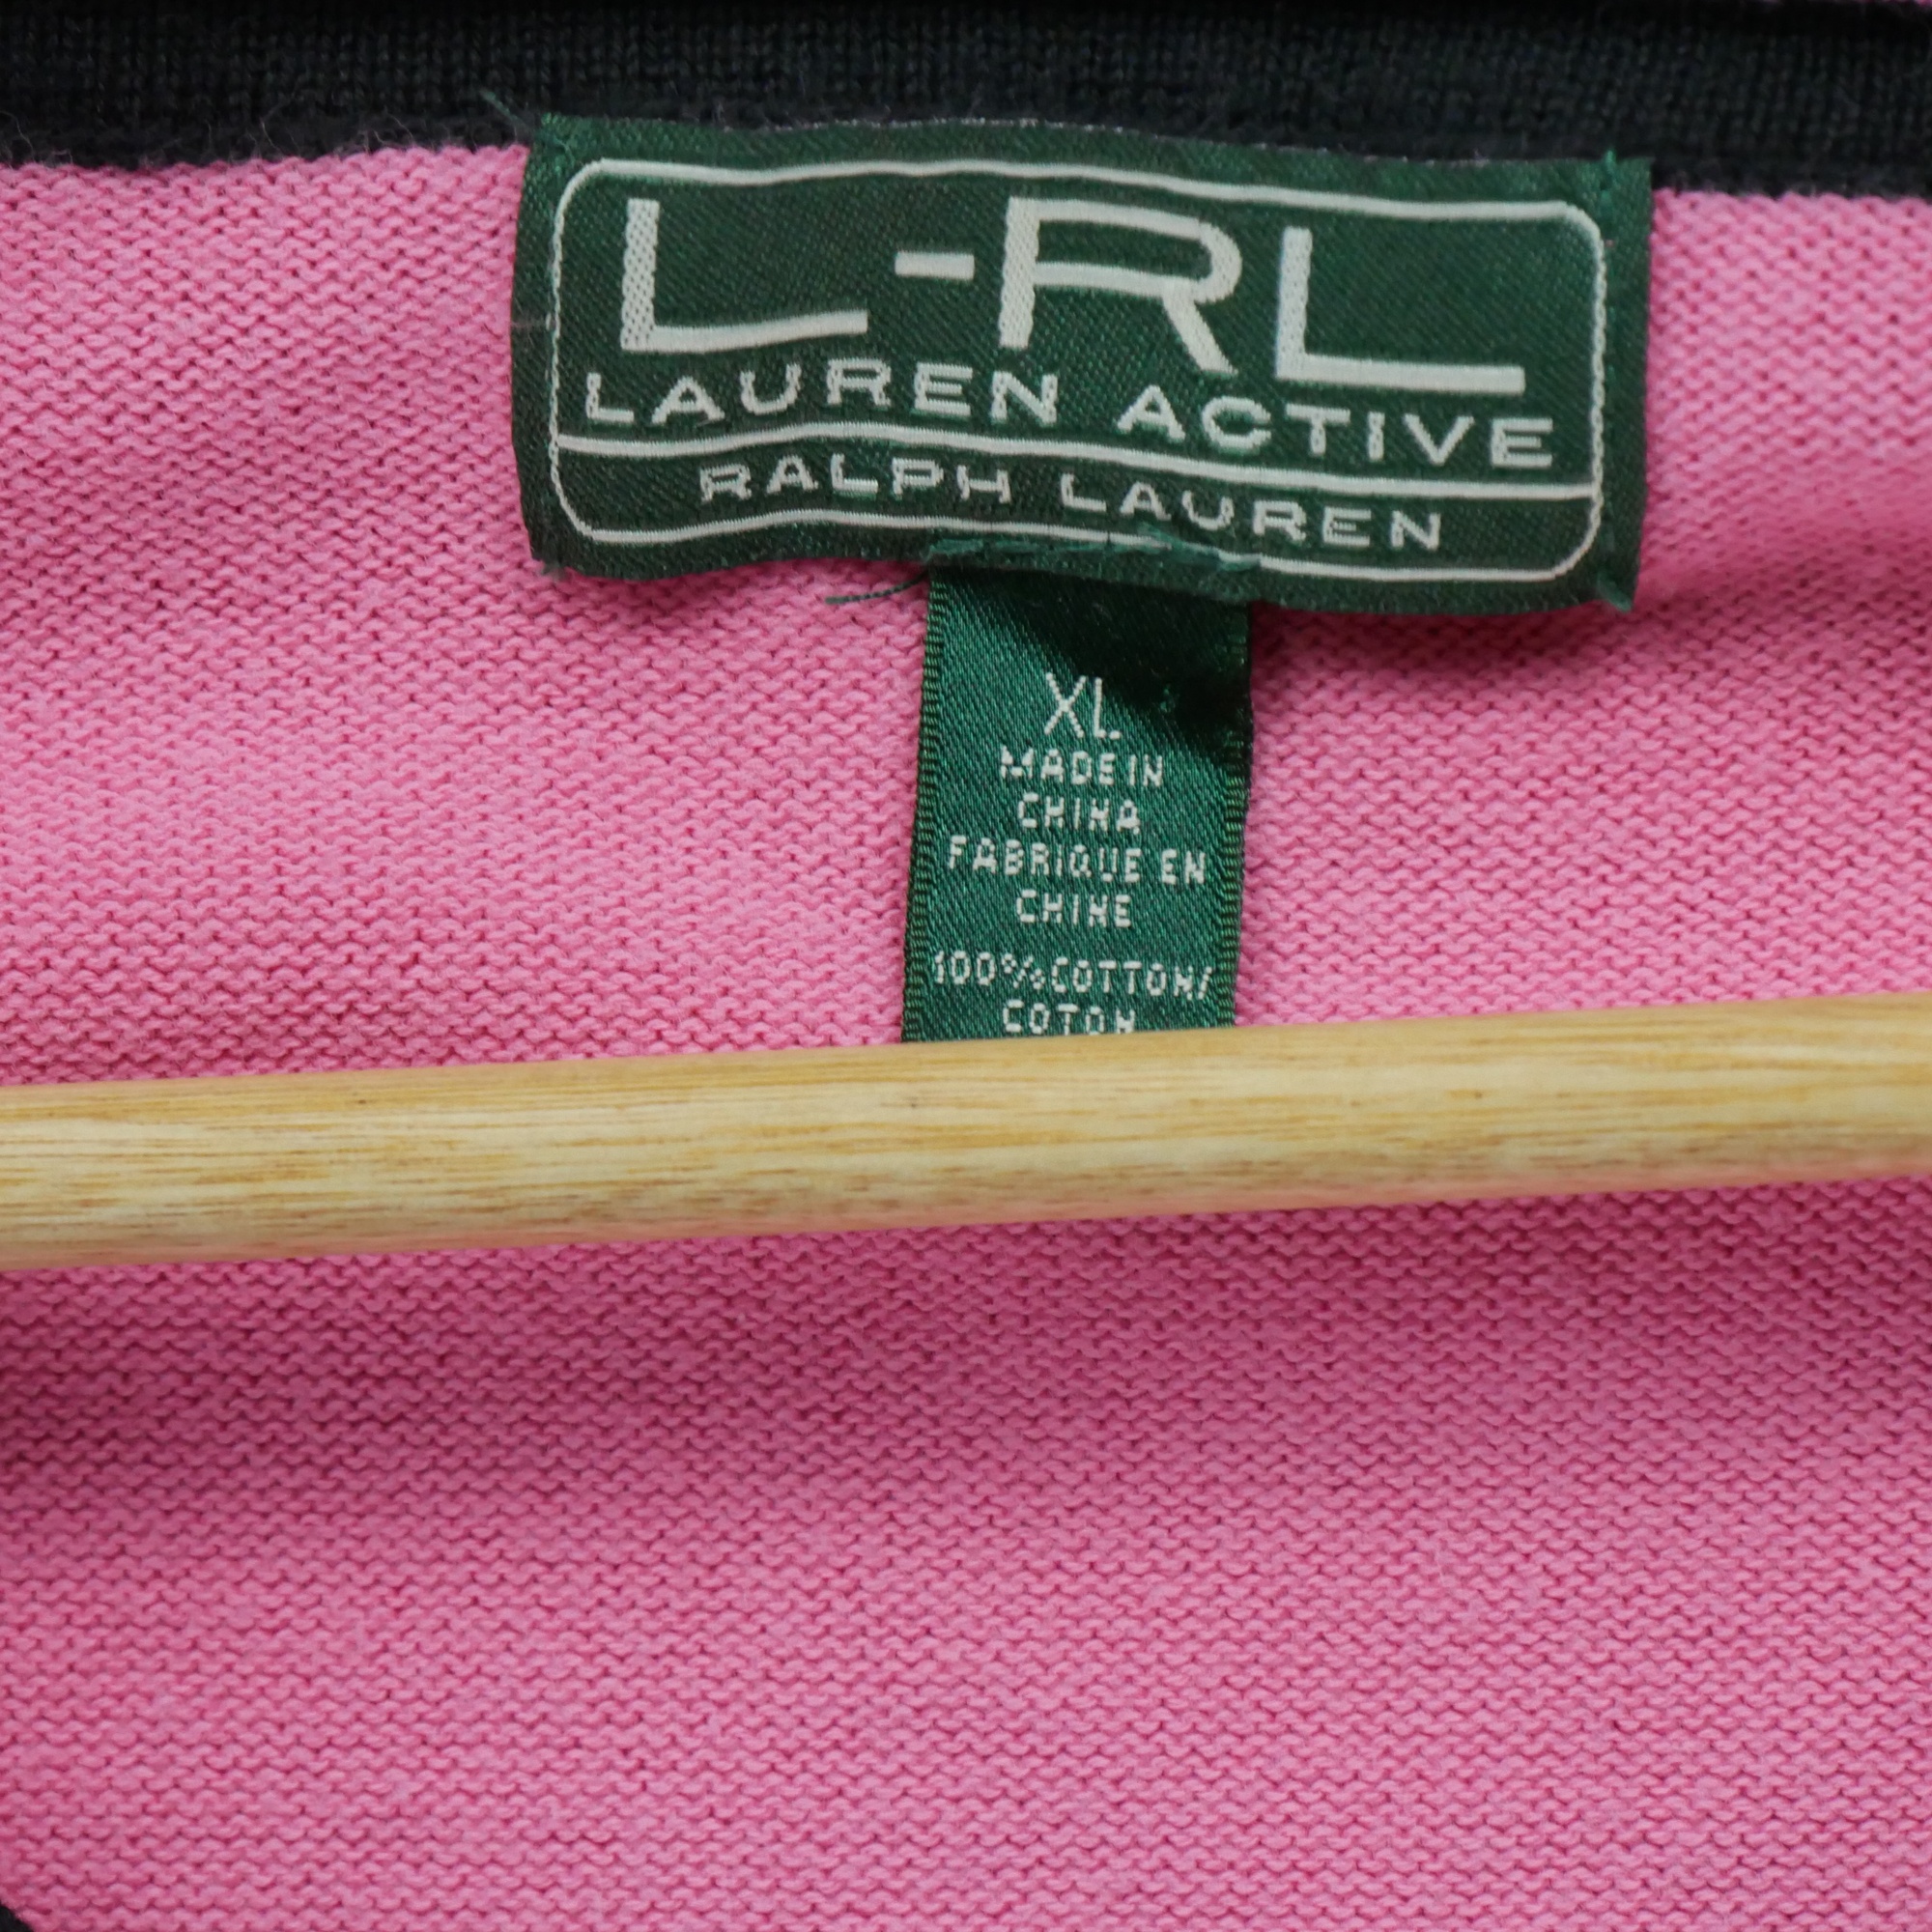 L-RL
LAUREN ACTIVE
RALPH LAUREN
XL
MADE IN
CHINA
FABRIQUE EN
CHINE
100%COTTON/
COTON